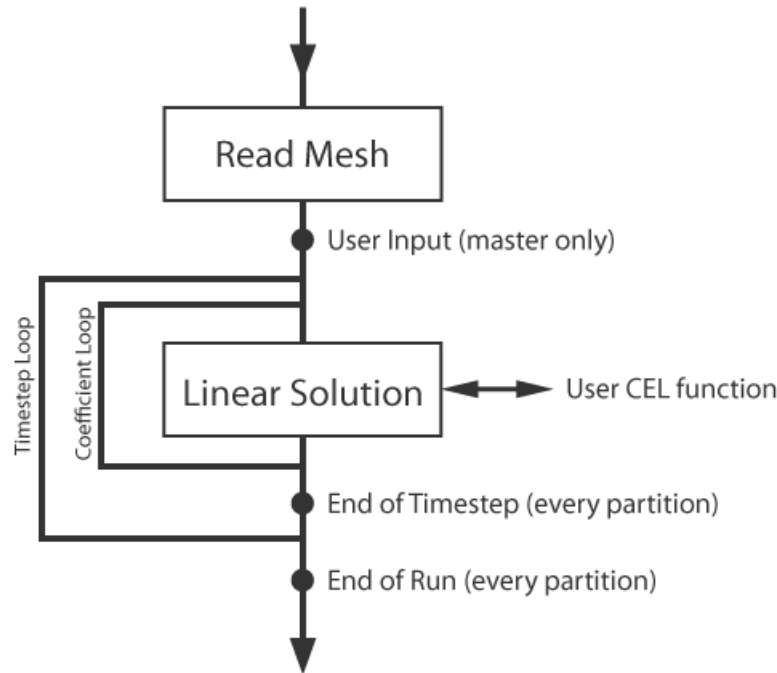 Read Mesh
User Input (master only)
Timestep Loop
Coefficient Loop
Linear Solution
User CEL function
End of Timestep (every partition)
End of Run (every partition)